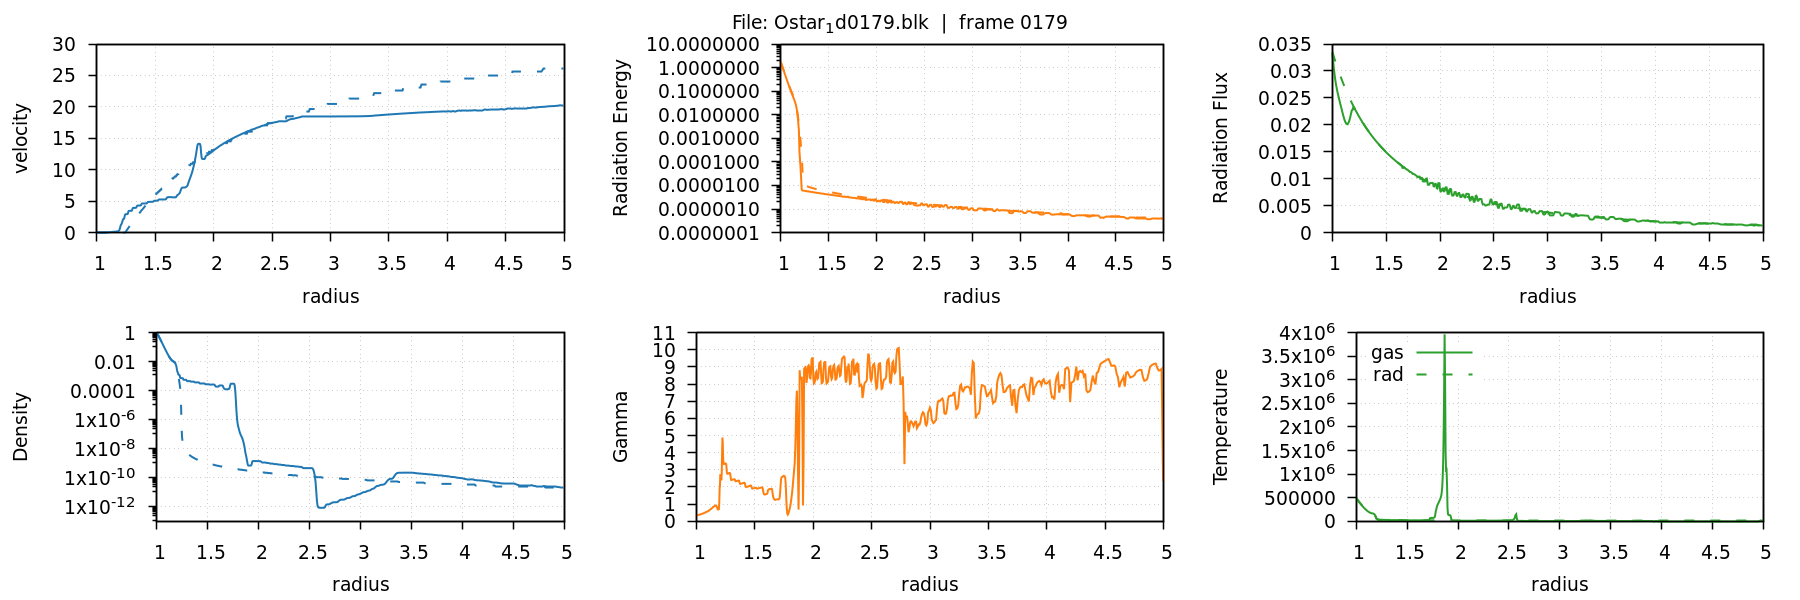 File: Ostar₁d0179.blk | frame 0179
velocity
30
25
20
15
10
5
0
1 1.5 2 2.5 3 3.5 4 4.5 5
radius
Radiation Energy
10.0000000
1.0000000
0.1000000
0.0100000
0.0010000
0.0001000
0.0000100
0.0000010
0.0000001
1 1.5 2 2.5 3 3.5 4 4.5 5
radius
Radiation Flux
0.035
0.03
0.025
0.02
0.015
0.01
0.005
0
1 1.5 2 2.5 3 3.5 4 4.5 5
radius
Density
1
0.01
0.0001
1x10⁻⁶
1x10⁻⁸
1x10⁻¹⁰
1x10⁻¹²
1 1.5 2 2.5 3 3.5 4 4.5 5
radius
Gamma
11
10
9
8
7
6
5
4
3
2
1
0
1 1.5 2 2.5 3 3.5 4 4.5 5
radius
Temperature
4x10⁶
3.5x10⁶
3x10⁶
2.5x10⁶
2x10⁶
1.5x10⁶
1x10⁶
500000
0
gas
rad
1 1.5 2 2.5 3 3.5 4 4.5 5
radius